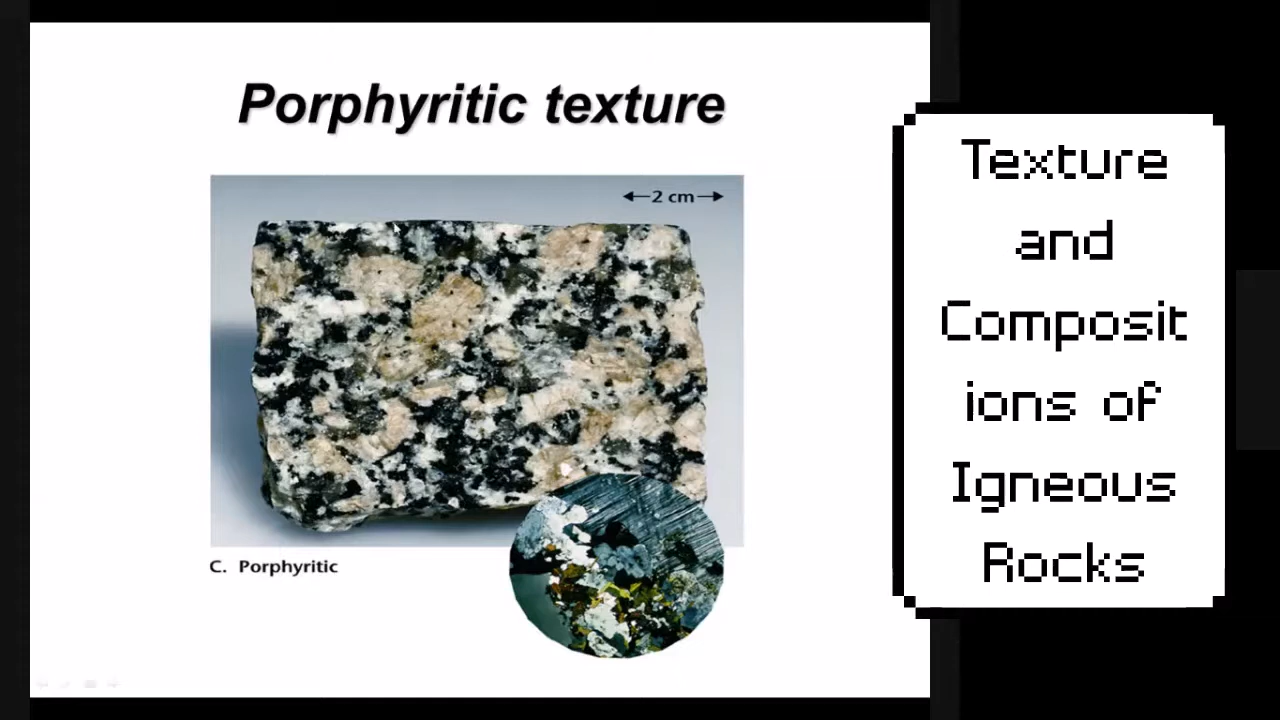 Porphyritic texture
2 cm
C. Porphyritic
Texture
and
Composit
ions of
Igneous
Rocks